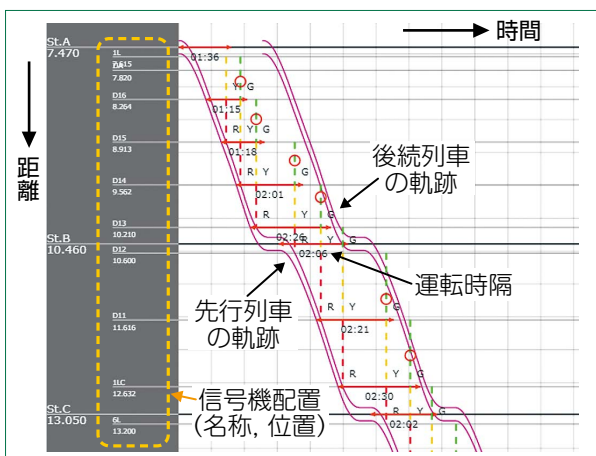 時間
距離
St.A
7.470
1L
7.615
DA
7.820
D16
8.264
D15
8.913
D14
9.562
D13
10.210
St.B
10.460
D12
10.600
D11
11.616
1LC
12.632
St.C
13.050
6L
13.200
01:36
Y G
01:15
R Y G
01:18
R Y
02:01
R Y G
02:26
R Y G
02:06
R Y G
02:21
R Y G
02:30
R Y G
02:02
後続列車
の軌跡
運転時隔
先行列車
の軌跡
信号機配置
(名称, 位置)